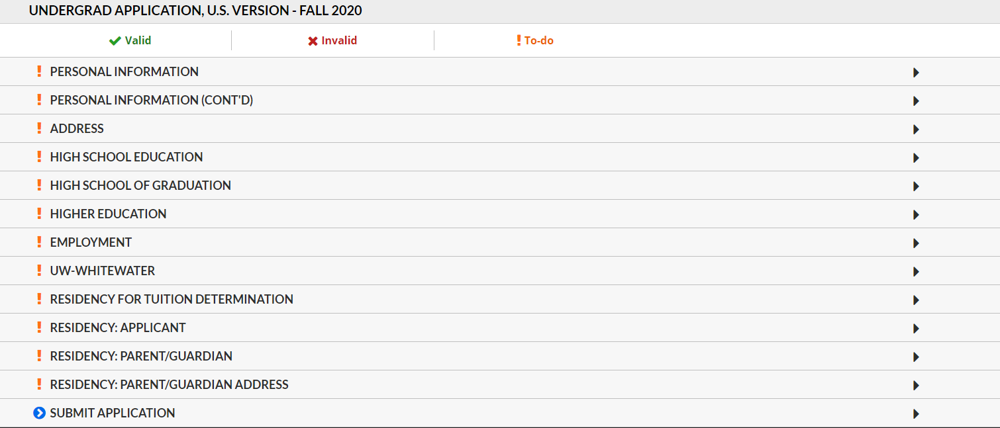 UNDERGRAD APPLICATION, U.S. VERSION - FALL 2020
Valid Invalid To-do
PERSONAL INFORMATION
PERSONAL INFORMATION (CONT'D)
ADDRESS
HIGH SCHOOL EDUCATION
HIGH SCHOOL OF GRADUATION
HIGHER EDUCATION
EMPLOYMENT
UW-WHITEWATER
RESIDENCY FOR TUITION DETERMINATION
RESIDENCY: APPLICANT
RESIDENCY: PARENT/GUARDIAN
RESIDENCY: PARENT/GUARDIAN ADDRESS
SUBMIT APPLICATION